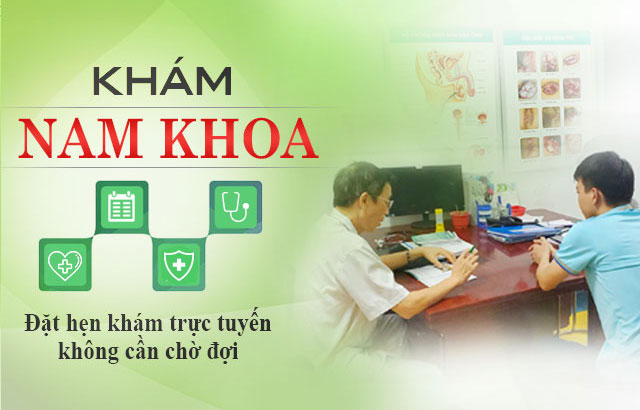 KHÁM
NAM KHOA
Đặt hẹn khám trực tuyến
không cần chờ đợi